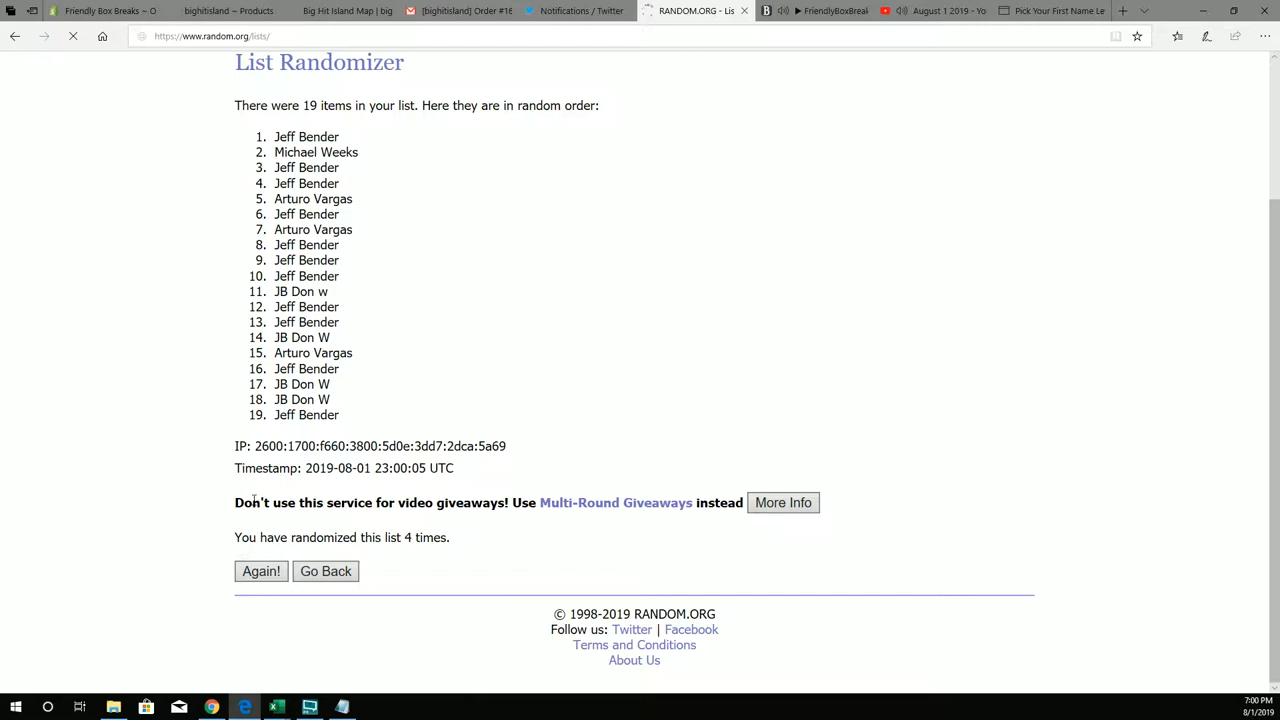 Friendly Box Breaks ~ O
bighitisland ~ Products
Big Hit Island Map | big
[bighitisland] Order #16
Notifications / Twitter
RANDOM.ORG - Lis
FriendlyBoxBreak
August 1 2019 - Yo
Pick Your First Name Le
https://www.random.org/lists/
List Randomizer
There were 19 items in your list. Here they are in random order:
1. Jeff Bender
2. Michael Weeks
3. Jeff Bender
4. Jeff Bender
5. Arturo Vargas
6. Jeff Bender
7. Arturo Vargas
8. Jeff Bender
9. Jeff Bender
10. Jeff Bender
11. JB Don w
12. Jeff Bender
13. Jeff Bender
14. JB Don W
15. Arturo Vargas
16. Jeff Bender
17. JB Don W
18. JB Don W
19. Jeff Bender
IP: 2600:1700:f660:3800:5d0e:3dd7:2dca:5a69
Timestamp: 2019-08-01 23:00:05 UTC
Don't use this service for video giveaways! Use Multi-Round Giveaways instead More Info
You have randomized this list 4 times.
Again! Go Back
© 1998-2019 RANDOM.ORG
Follow us: Twitter | Facebook
Terms and Conditions
About Us
7:00 PM
8/1/2019